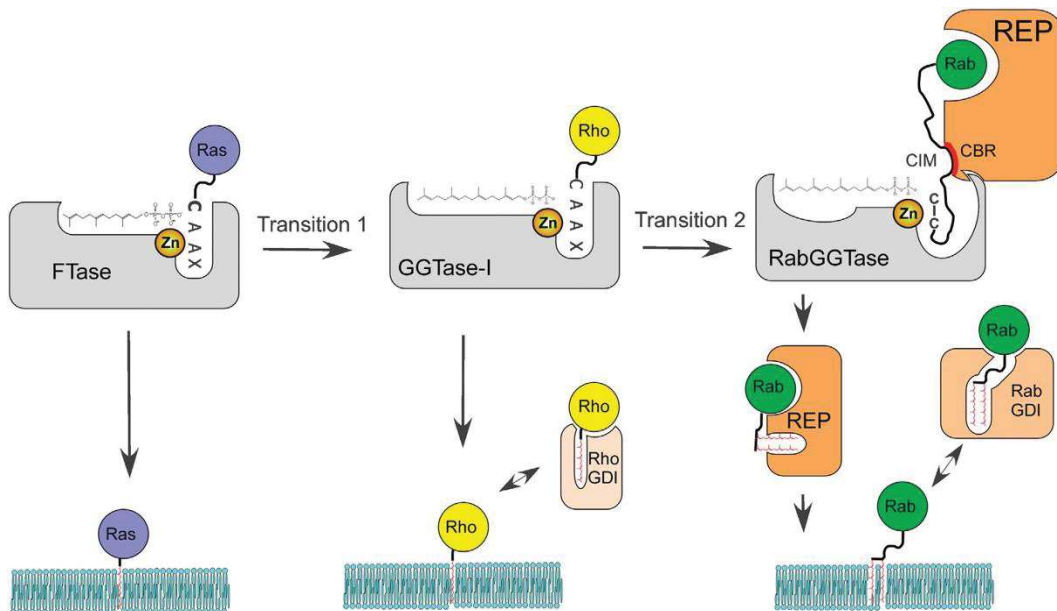 REP
Rab
Rho
Ras
CIM
CBR
C
A
A
X
C
A
A
X
C
C
Zn
Zn
Zn
Transition 1
Transition 2
FTase
GGTase-I
RabGGTase
Rab
Rab
REP
Rab
GDI
Rho
Rho
GDI
Ras
Rho
Rab